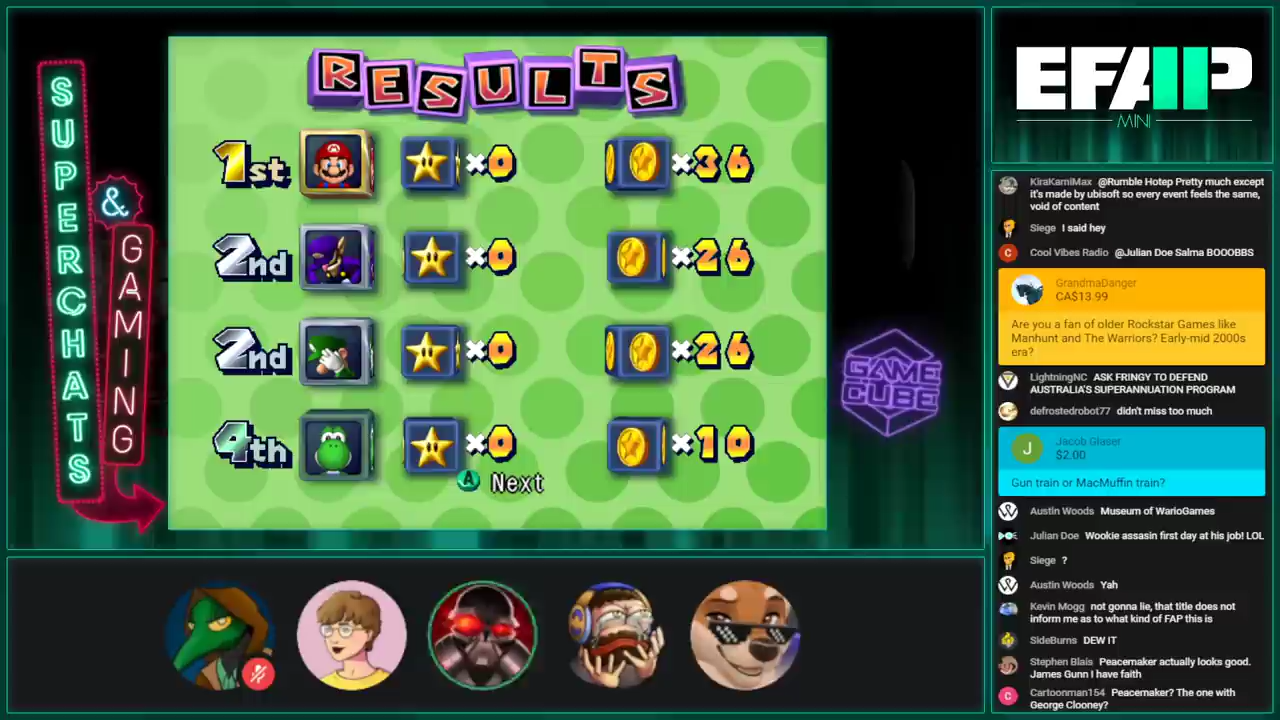 SUPERCHATS
&
GAMING
RESULTS
1st ×0 ×36
2nd ×0 ×26
2nd ×0 ×26
4th ×0 ×10
A Next
GAME
CUBE
EFAP
MINI
KiraKamiMax @Rumble Hotep Pretty much except
it's made by ubisoft so every event feels the same,
void of content
Siege I said hey
C Cool Vibes Radio @Julian Doe Salma BOOOBBS
GrandmaDanger
CA$13.99
Are you a fan of older Rockstar Games like
Manhunt and The Warriors? Early-mid 2000s
era?
LightningNC ASK FRINGY TO DEFEND
AUSTRALIA'S SUPERANNUATION PROGRAM
defrostedrobot77 didn't miss too much
J Jacob Glaser
$2.00
Gun train or MacMuffin train?
Austin Woods Museum of WarioGames
Julian Doe Wookie assasin first day at his job! LOL
Siege ?
Austin Woods Yah
Kevin Mogg not gonna lie, that title does not
inform me as to what kind of FAP this is
SideBurns DEW IT
Stephen Blais Peacemaker actually looks good.
James Gunn I have faith
C Cartoonman154 Peacemaker? The one with
George Clooney?